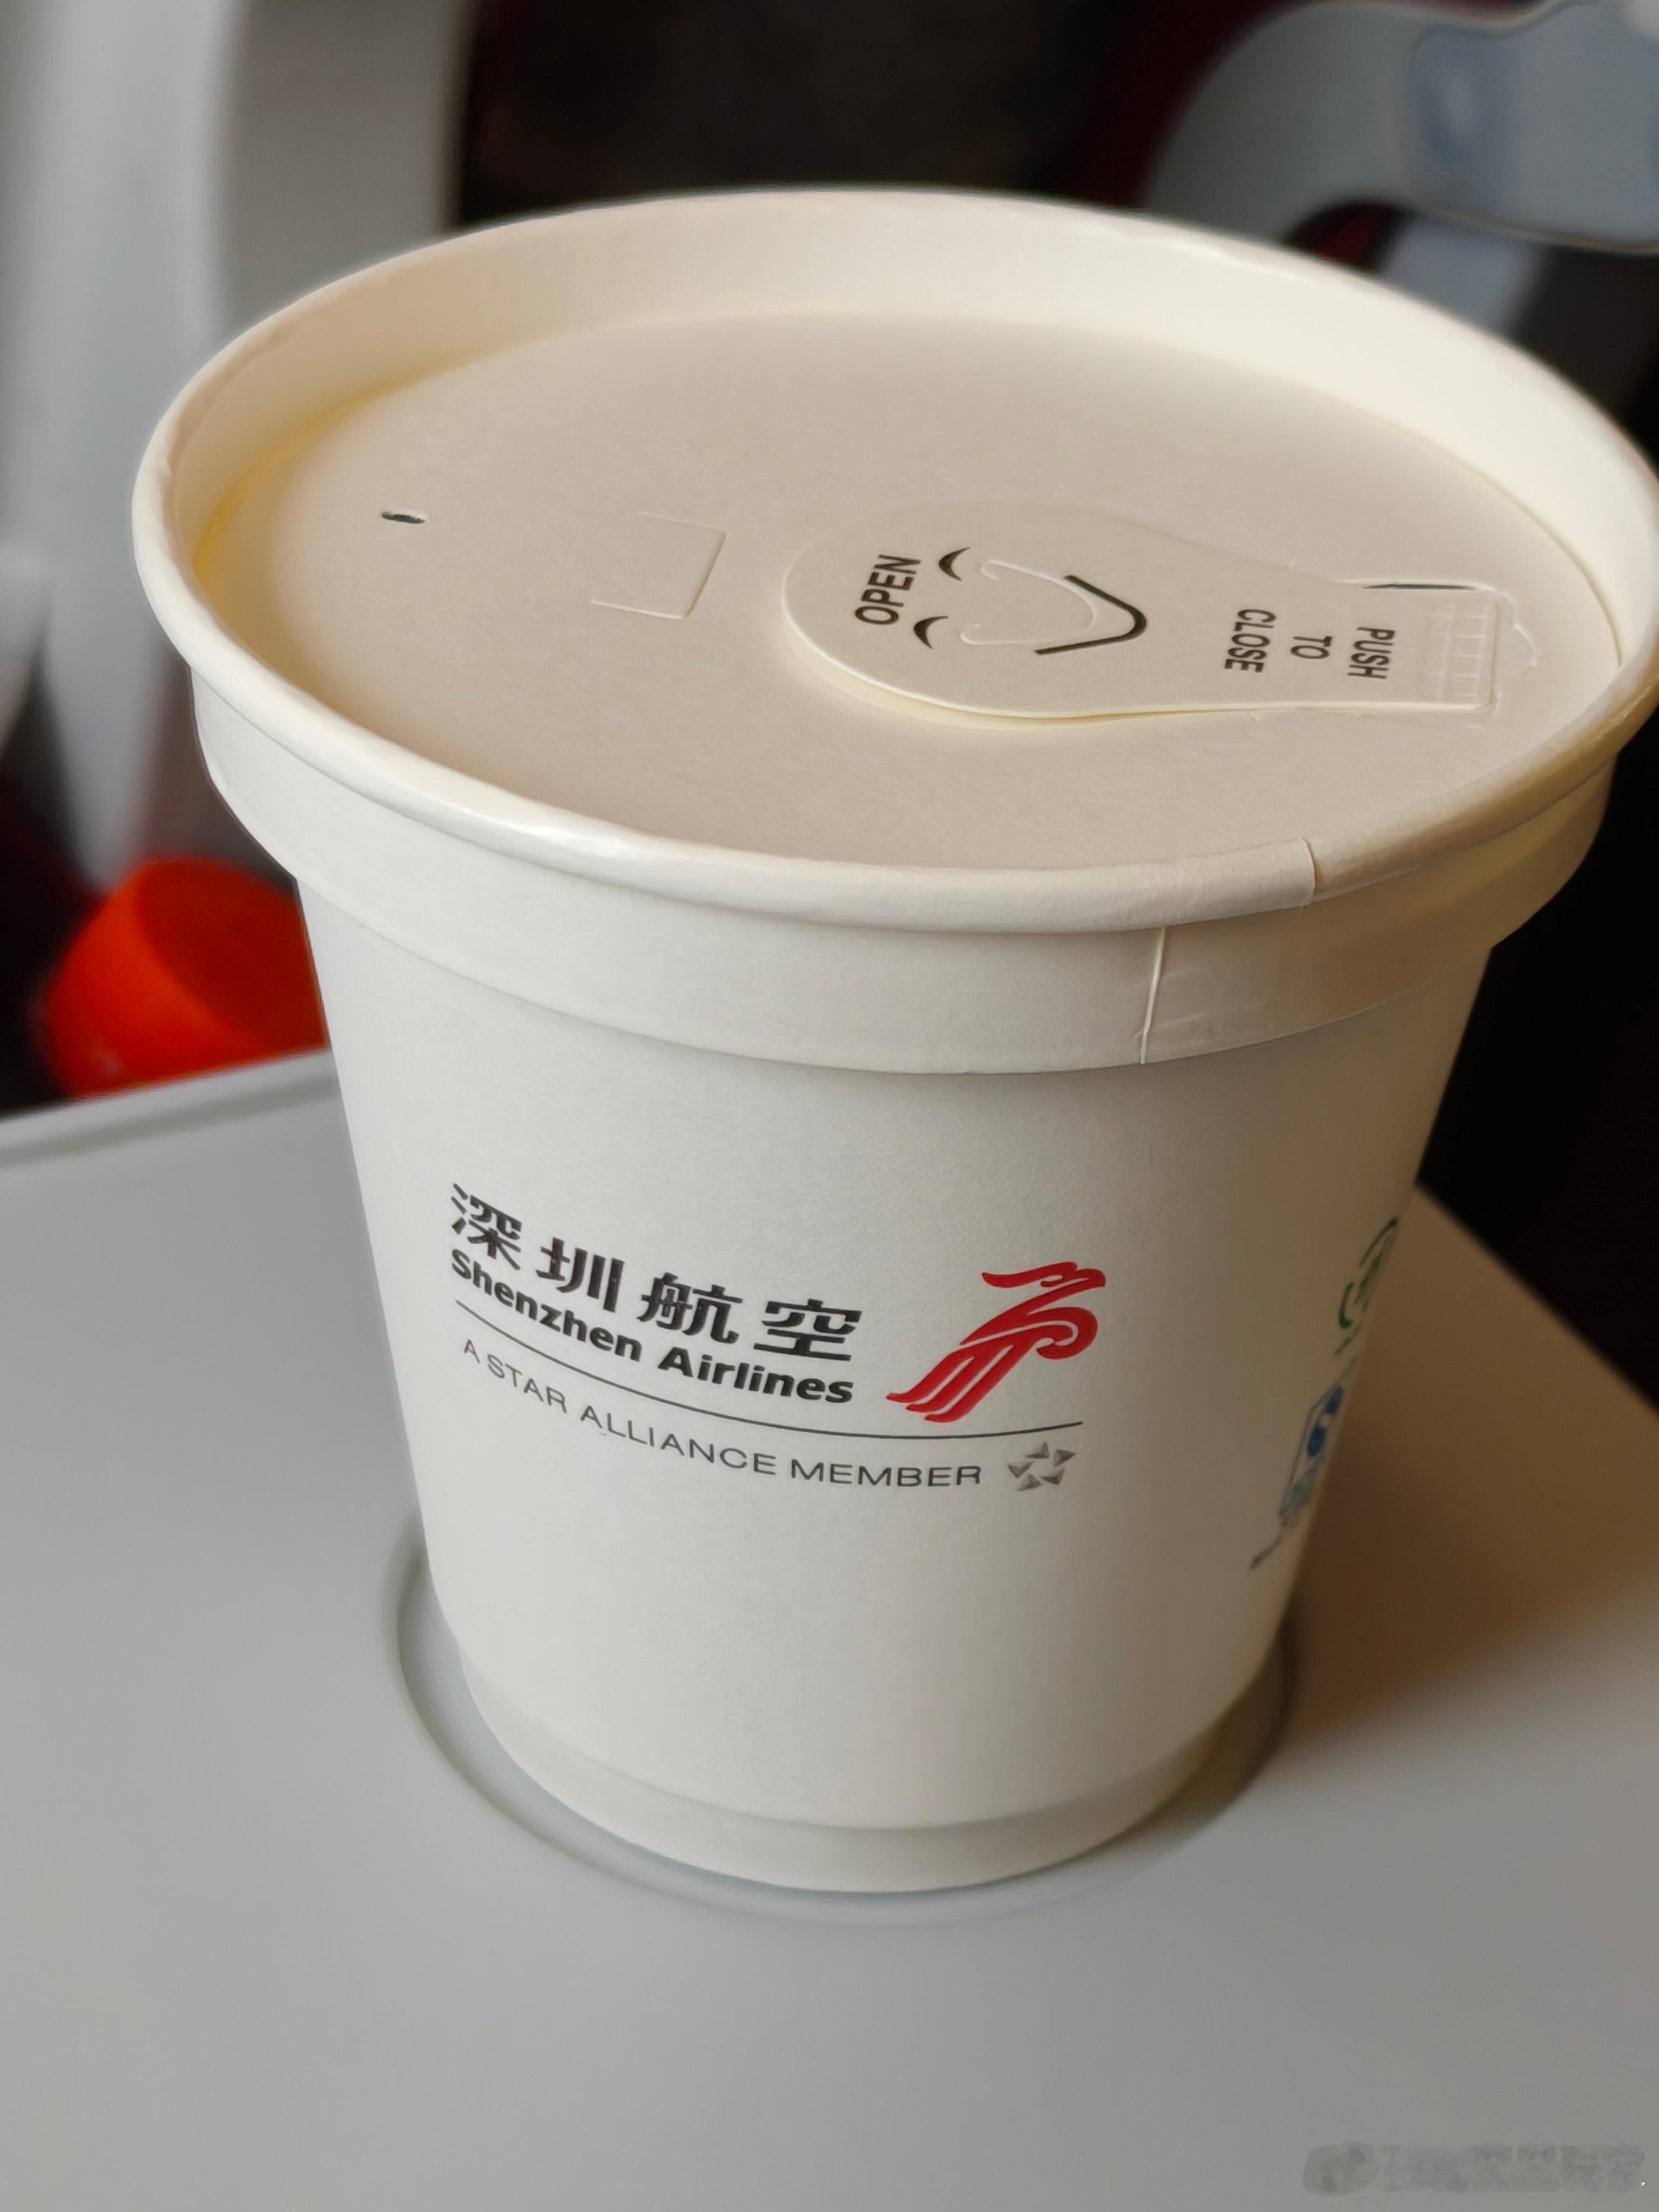 OPEN
PUSH
TO
CLOSE
深圳航空
Shenzhen Airlines
A STAR ALLIANCE MEMBER